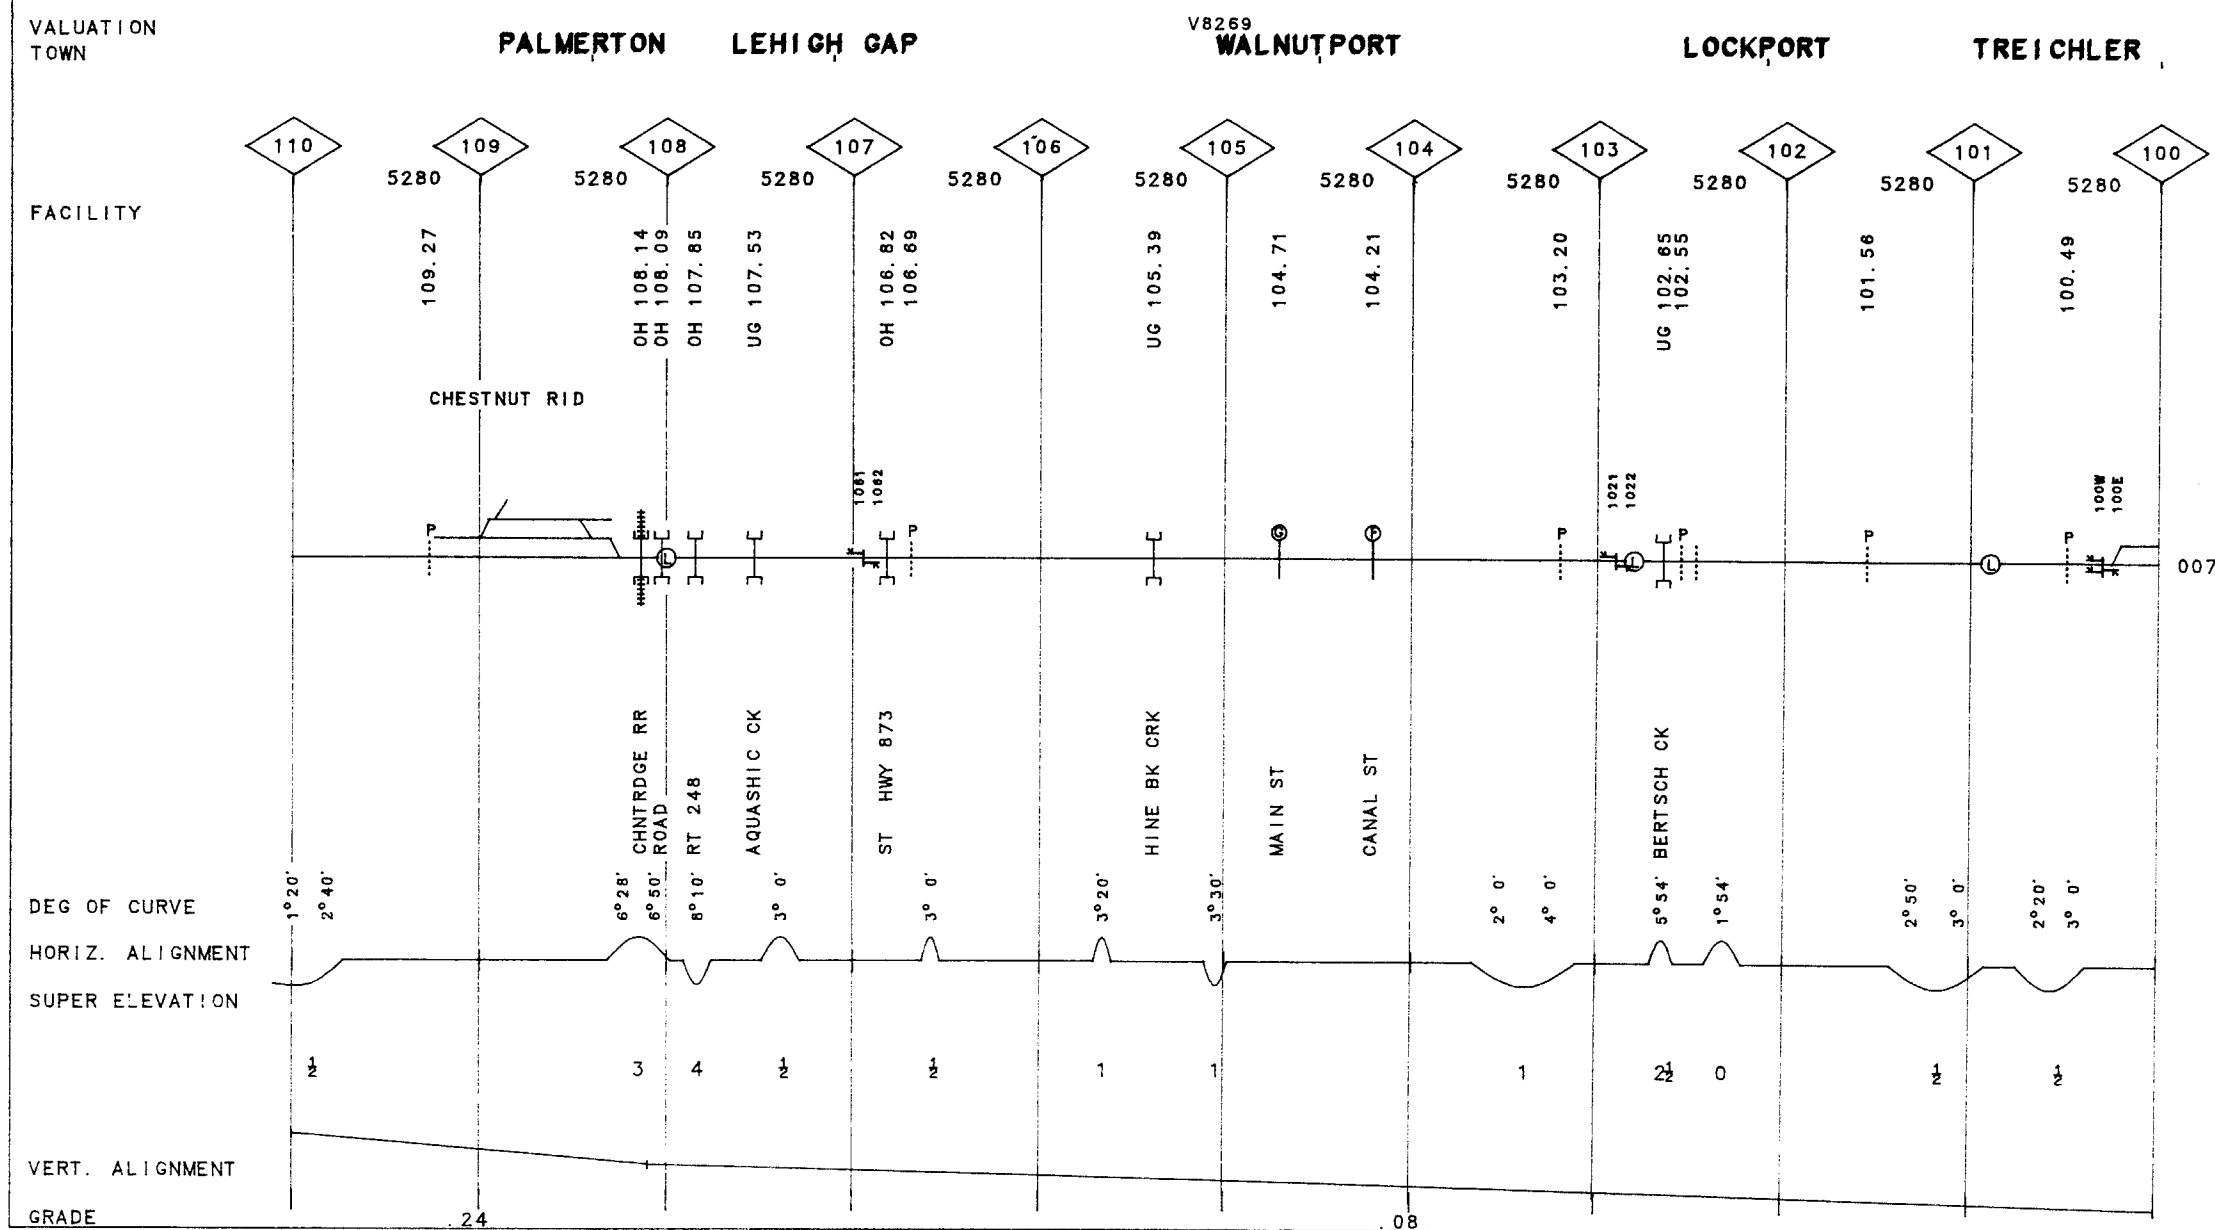 VALUATION
V8269
TOWN
PALMERTON LEHIGH GAP WALNUTPORT LOCKPORT TREICHLER
110 109 108 107 106 105 104 103 102 101 100
5280 5280 5280 5280 5280 5280 5280 5280 5280 5280
FACILITY
109.27
OH 108.14
OH 108.09
OH 107.85
UG 107.53
OH 106.82
106.69
UG 105.39
104.71
104.21
103.20
UG 102.65
102.55
101.56
100.49
CHESTNUT RID
1061
1062
1021
1022
100W
100E
P L P G F L P P L P
007
CHNTRDGE RR
ROAD
RT 248
AQUASHIC CK
ST HWY 873
HINE BK CRK
MAIN ST
CANAL ST
BERTSCH CK
DEG OF CURVE
1°20' 2°40' 6°28' 6°50' 8°10' 3° 0' 3° 0' 3°20' 3°30' 2° 0' 4° 0' 5°54' 1°54' 2°50' 3° 0' 2°20' 3° 0'
HORIZ. ALIGNMENT
SUPER ELEVATION
½ 3 4 ½ ½ 1 1 1 2½ 0 ½ ½
VERT. ALIGNMENT
GRADE
.24 .08